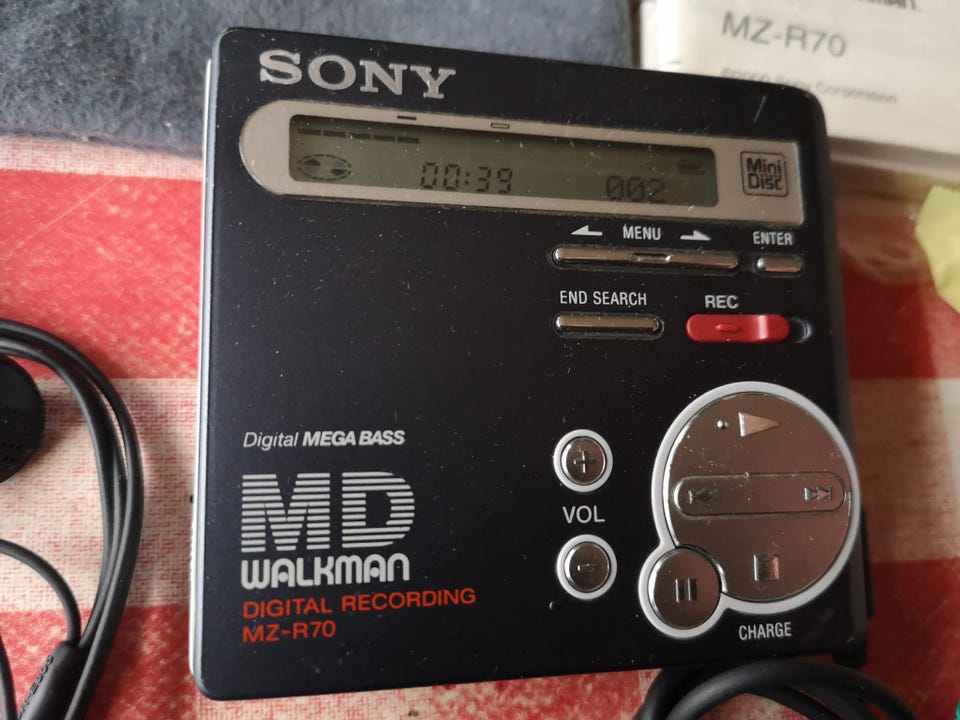 SONY
MZ-R70
Sony Corporation
00:39
002
Mini
Disc
MENU
ENTER
END SEARCH
REC
Digital MEGA BASS
MD
WALKMAN
VOL
DIGITAL RECORDING
MZ-R70
CHARGE